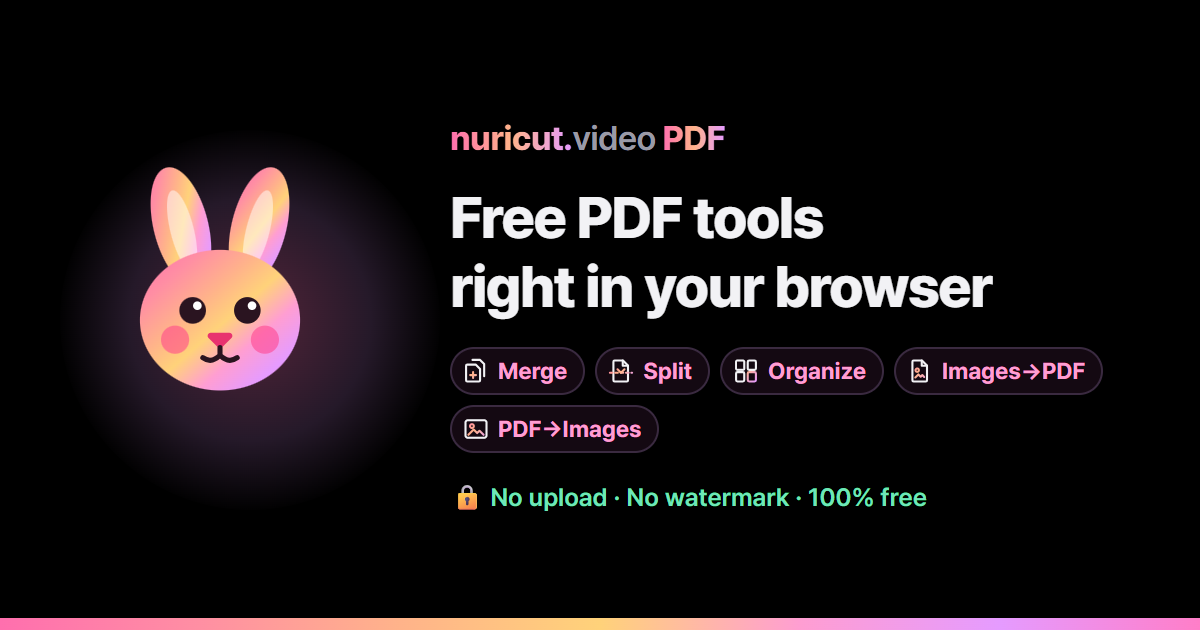 nuricut.video PDF
Free PDF tools
right in your browser
Merge Split Organize Images→PDF
PDF→Images
No upload · No watermark · 100% free